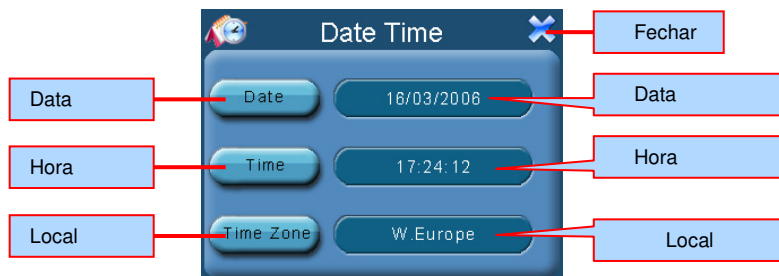 Date Time
Fechar
Data
Date
16/03/2006
Data
Hora
Time
17:24:12
Hora
Local
Time Zone
W.Europe
Local